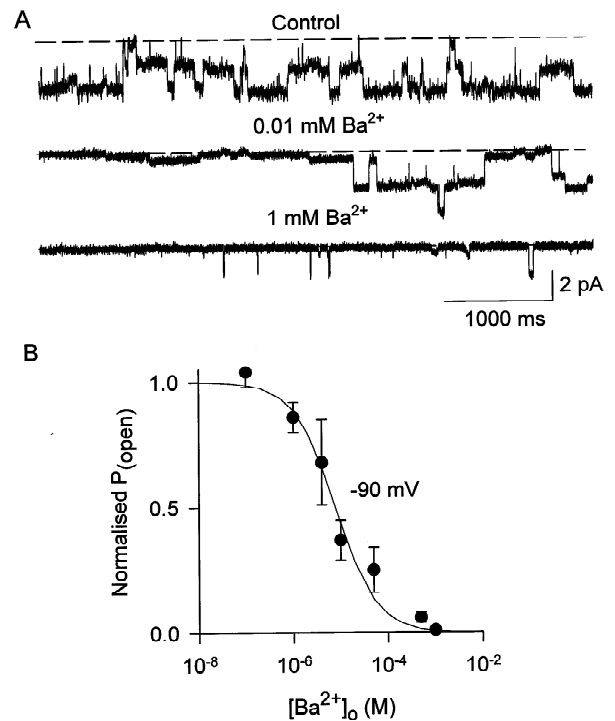 A
Control
0.01 mM Ba²⁺
1 mM Ba²⁺
2 pA
1000 ms
B
1.0
0.5
0.0
Normalised P(open)
-90 mV
10⁻⁸
10⁻⁶
10⁻⁴
10⁻²
[Ba²⁺]ₒ (M)